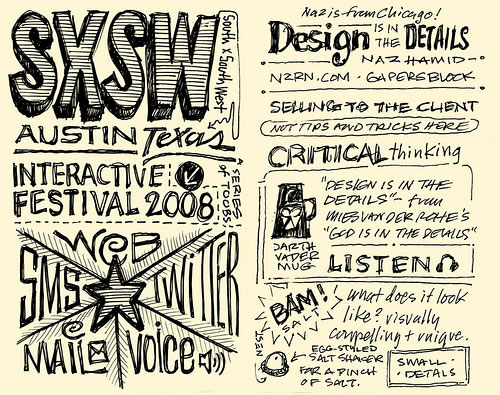 SXSW
South x South West
AUSTIN Texas
INTERACTIVE
FESTIVAL 2008
A SERIES
of TOOBS
WEB
SMS
TWITTER
EMAIL
VOICE
Naz is from Chicago!
Design IS IN THE DETAILS
NAZ HAMID
N2RN.COM · GAPERSBLOCK
SELLING TO THE CLIENT
NOT TIPS AND TRICKS HERE
CRITICAL thinking
DARTH
VADER
MUG
"DESIGN IS IN THE
DETAILS" – from
MIES VAN DER ROHE'S
"GOD IS IN THE DETAILS"
LISTEN
BAM!
SALT
what does it look
like? visually
compelling + unique.
EGG-STYLED
SALT SHAKER
FOR A PINCH
OF SALT.
SMALL
DETAILS